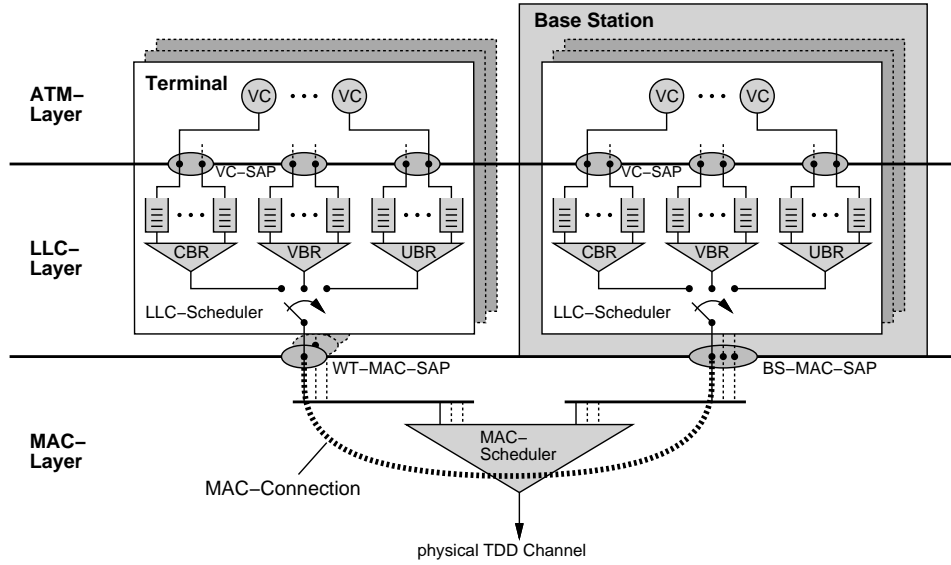 Base Station
Terminal
ATM–
Layer
VC
VC
VC
VC
VC–SAP
VC–SAP
LLC–
Layer
CBR
VBR
UBR
CBR
VBR
UBR
LLC–Scheduler
LLC–Scheduler
WT–MAC–SAP
BS–MAC–SAP
MAC–
Layer
MAC–
Scheduler
MAC–Connection
physical TDD Channel